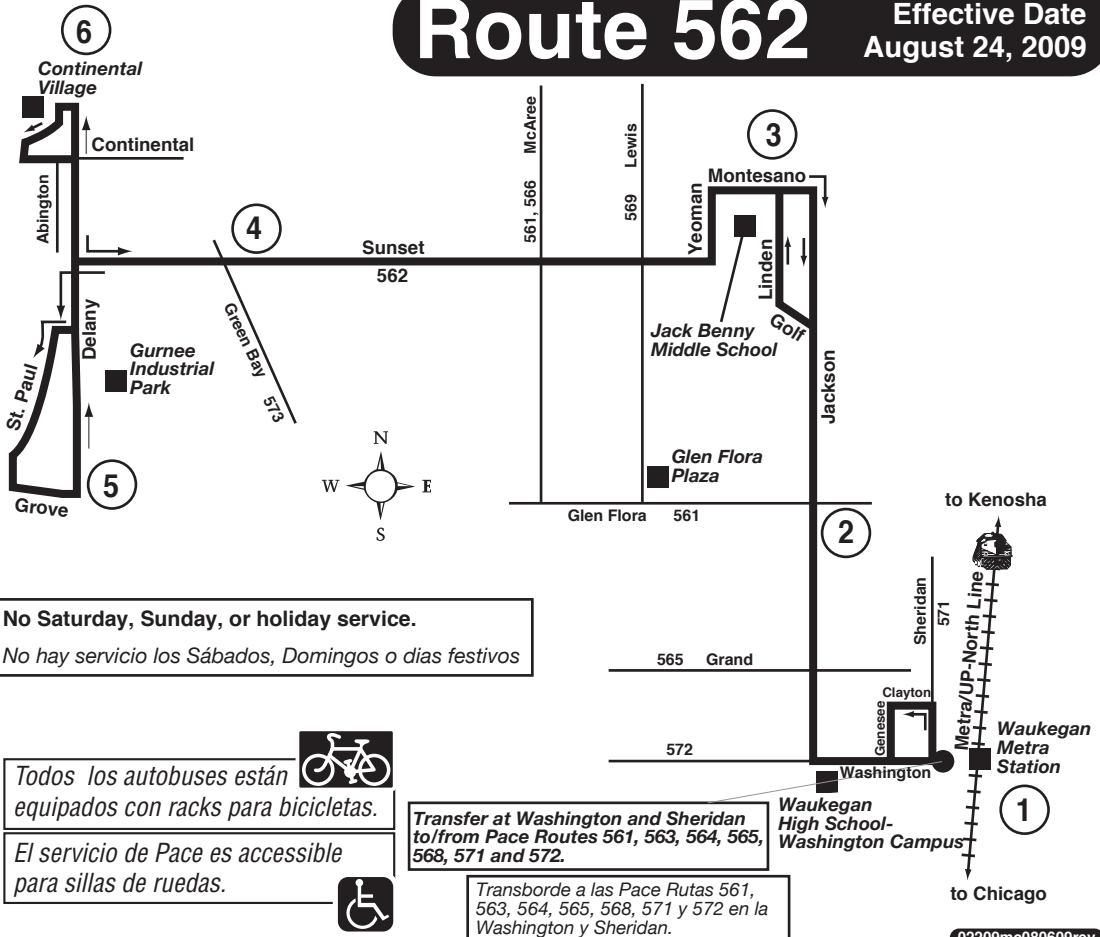 Route 562
Effective Date
August 24, 2009
6
Continental
Village
Continental
Abington
4
Sunset
562
561, 566 McAree
569 Lewis
3
Montesano
Yeoman
Linden
Golf
Jack Benny
Middle School
Jackson
Delany
St. Paul
Gurnee
Industrial
Park
Green Bay 573
5
Grove
N
W E
S
Glen Flora
Plaza
Glen Flora 561
2
to Kenosha
Metra/UP-North Line
Sheridan
571
565 Grand
Clayton
Genesee
572
Washington
Waukegan
Metra
Station
1
Waukegan
High School-
Washington Campus
to Chicago
No Saturday, Sunday, or holiday service.
No hay servicio los Sábados, Domingos o dias festivos
Todos los autobuses están
equipados con racks para bicicletas.
El servicio de Pace es accessible
para sillas de ruedas.
Transfer at Washington and Sheridan
to/from Pace Routes 561, 563, 564, 565,
568, 571 and 572.
Transborde a las Pace Rutas 561,
563, 564, 565, 568, 571 y 572 en la
Washington y Sheridan.